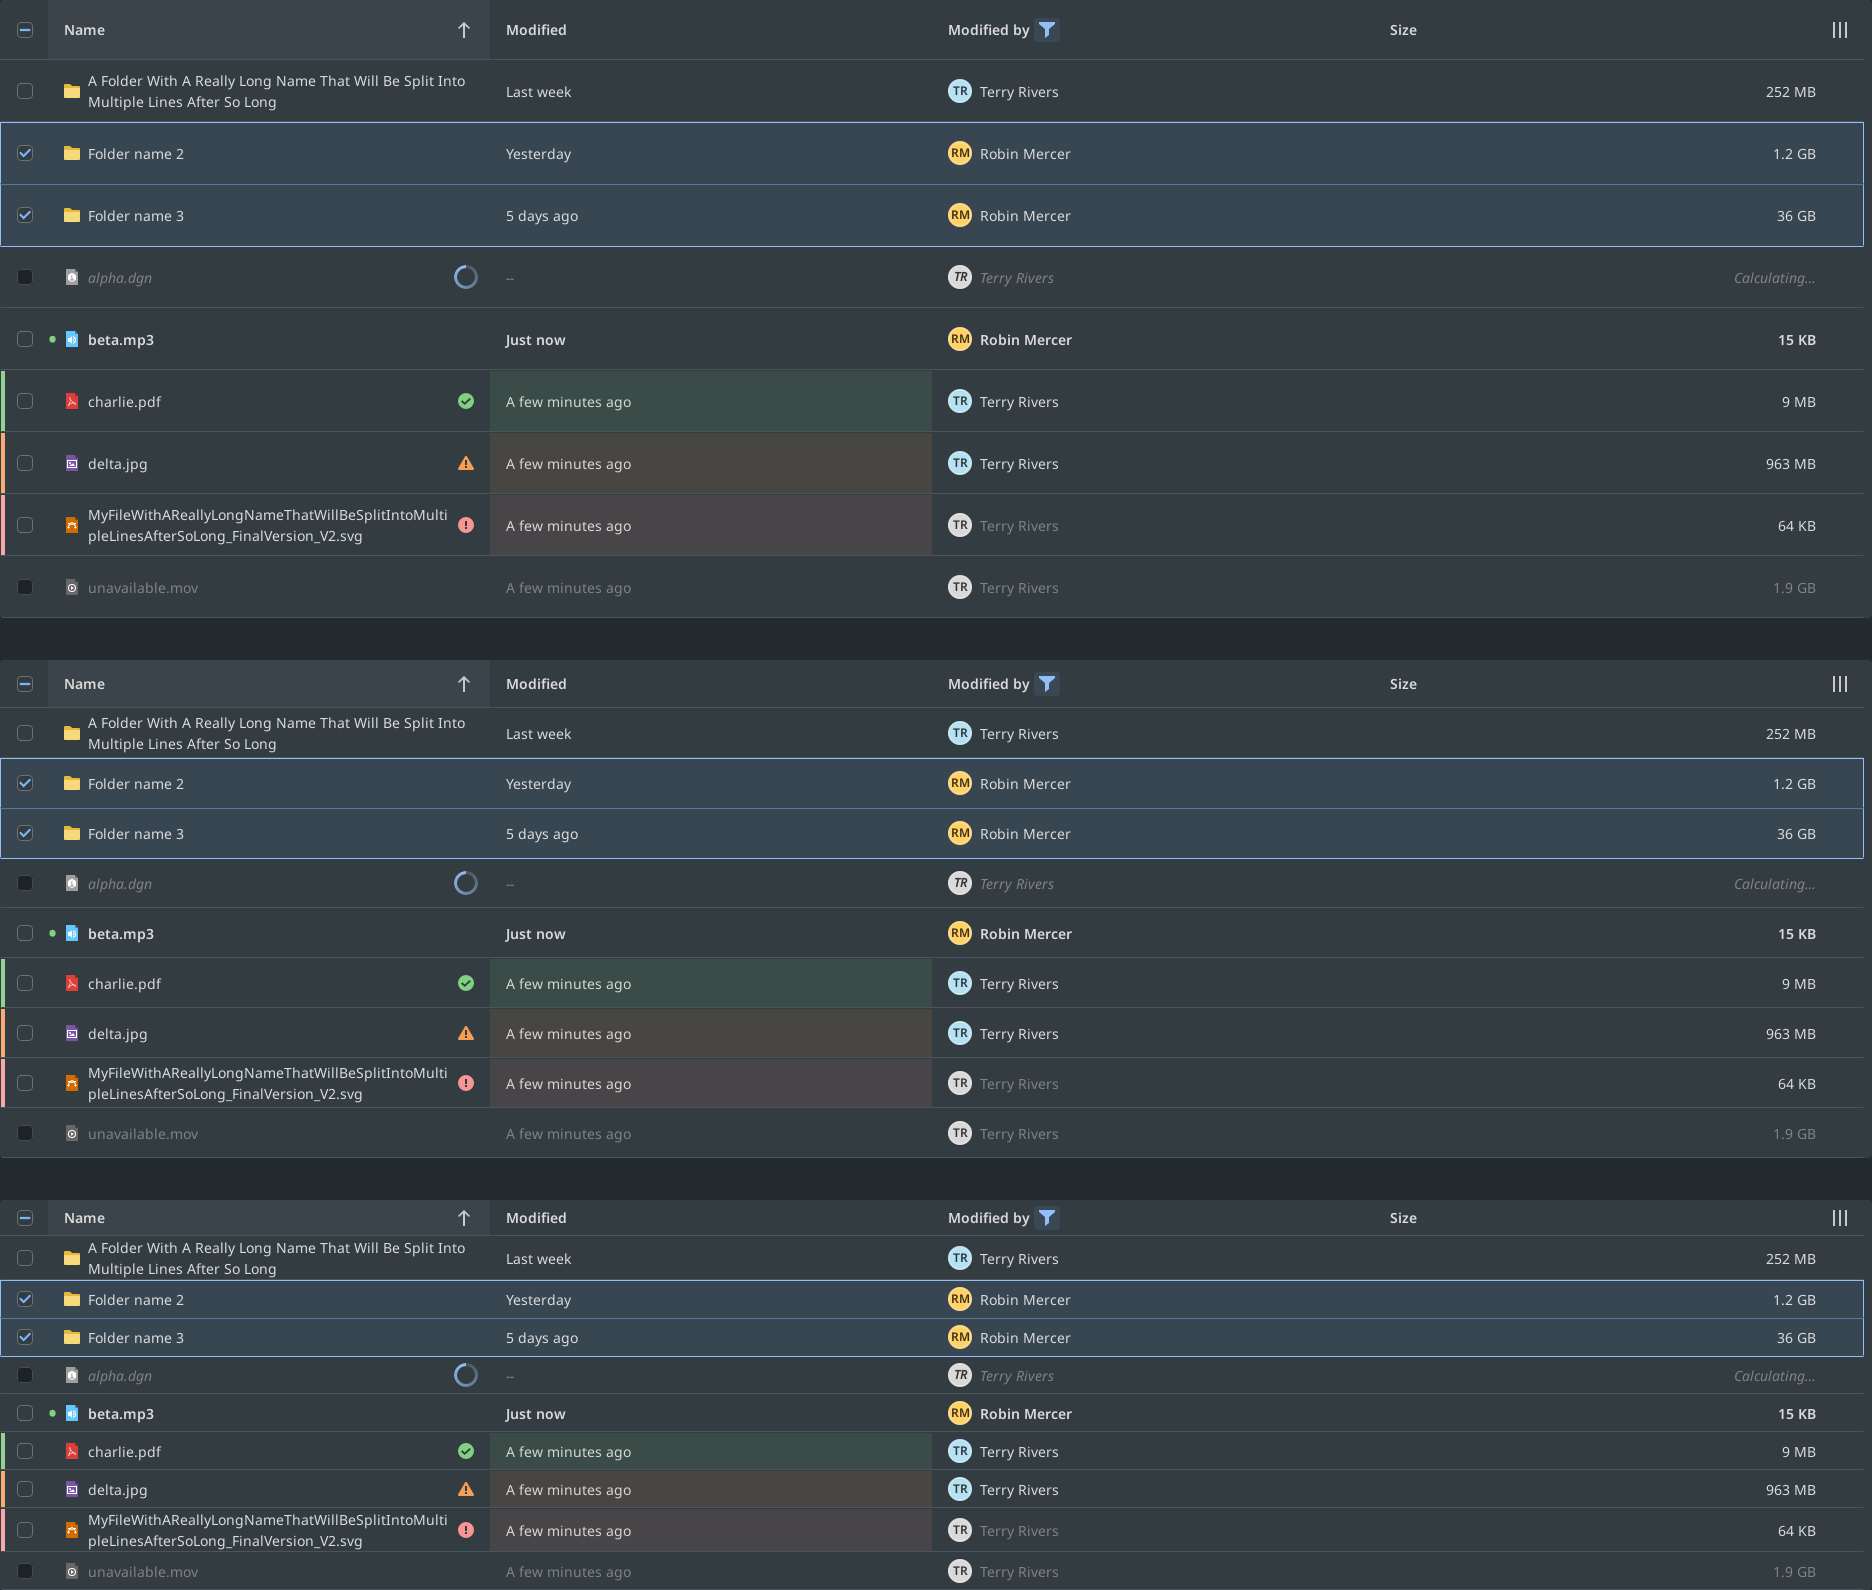 Name Modified Modified by Size
A Folder With A Really Long Name That Will Be Split Into
Multiple Lines After So Long Last week TR Terry Rivers 252 MB
Folder name 2 Yesterday RM Robin Mercer 1.2 GB
Folder name 3 5 days ago RM Robin Mercer 36 GB
alpha.dgn -- TR Terry Rivers Calculating...
beta.mp3 Just now RM Robin Mercer 15 KB
charlie.pdf A few minutes ago TR Terry Rivers 9 MB
delta.jpg A few minutes ago TR Terry Rivers 963 MB
MyFileWithAReallyLongNameThatWillBeSplitIntoMulti
pleLinesAfterSoLong_FinalVersion_V2.svg A few minutes ago TR Terry Rivers 64 KB
unavailable.mov A few minutes ago TR Terry Rivers 1.9 GB
Name Modified Modified by Size
A Folder With A Really Long Name That Will Be Split Into
Multiple Lines After So Long Last week TR Terry Rivers 252 MB
Folder name 2 Yesterday RM Robin Mercer 1.2 GB
Folder name 3 5 days ago RM Robin Mercer 36 GB
alpha.dgn -- TR Terry Rivers Calculating...
beta.mp3 Just now RM Robin Mercer 15 KB
charlie.pdf A few minutes ago TR Terry Rivers 9 MB
delta.jpg A few minutes ago TR Terry Rivers 963 MB
MyFileWithAReallyLongNameThatWillBeSplitIntoMulti
pleLinesAfterSoLong_FinalVersion_V2.svg A few minutes ago TR Terry Rivers 64 KB
unavailable.mov A few minutes ago TR Terry Rivers 1.9 GB
Name Modified Modified by Size
A Folder With A Really Long Name That Will Be Split Into
Multiple Lines After So Long Last week TR Terry Rivers 252 MB
Folder name 2 Yesterday RM Robin Mercer 1.2 GB
Folder name 3 5 days ago RM Robin Mercer 36 GB
alpha.dgn -- TR Terry Rivers Calculating...
beta.mp3 Just now RM Robin Mercer 15 KB
charlie.pdf A few minutes ago TR Terry Rivers 9 MB
delta.jpg A few minutes ago TR Terry Rivers 963 MB
MyFileWithAReallyLongNameThatWillBeSplitIntoMulti
pleLinesAfterSoLong_FinalVersion_V2.svg A few minutes ago TR Terry Rivers 64 KB
unavailable.mov A few minutes ago TR Terry Rivers 1.9 GB